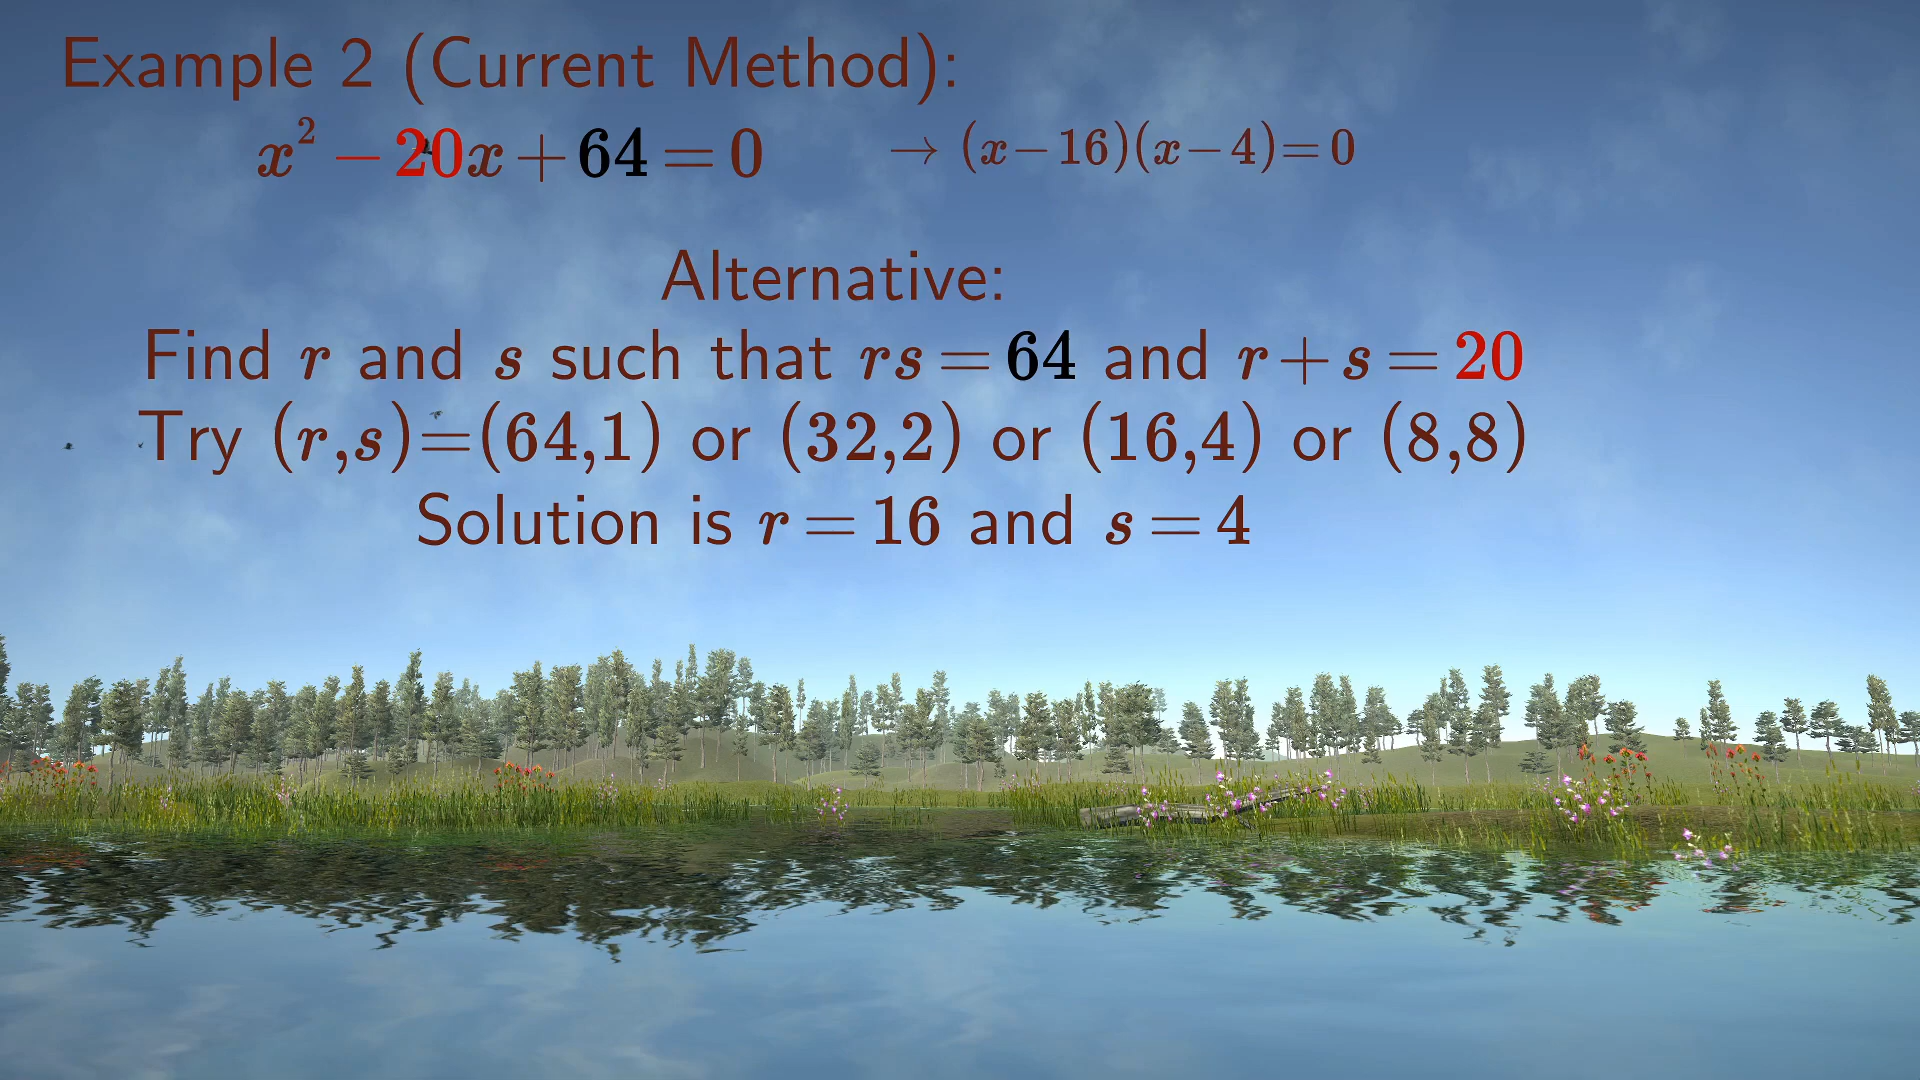 Example 2 (Current Method):
x² − 20x + 64 = 0 → (x − 16)(x − 4) = 0
Alternative:
Find r and s such that rs = 64 and r + s = 20
Try (r,s)=(64,1) or (32,2) or (16,4) or (8,8)
Solution is r = 16 and s = 4